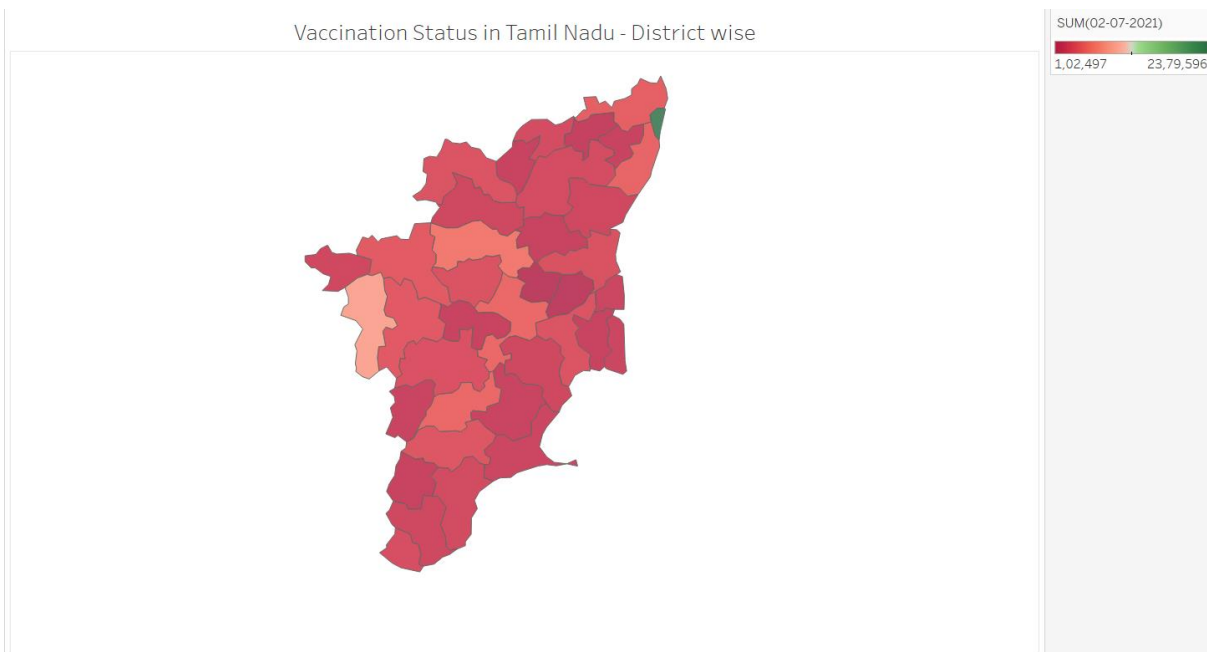 Vaccination Status in Tamil Nadu - District wise
SUM(02-07-2021)
1,02,497 23,79,596